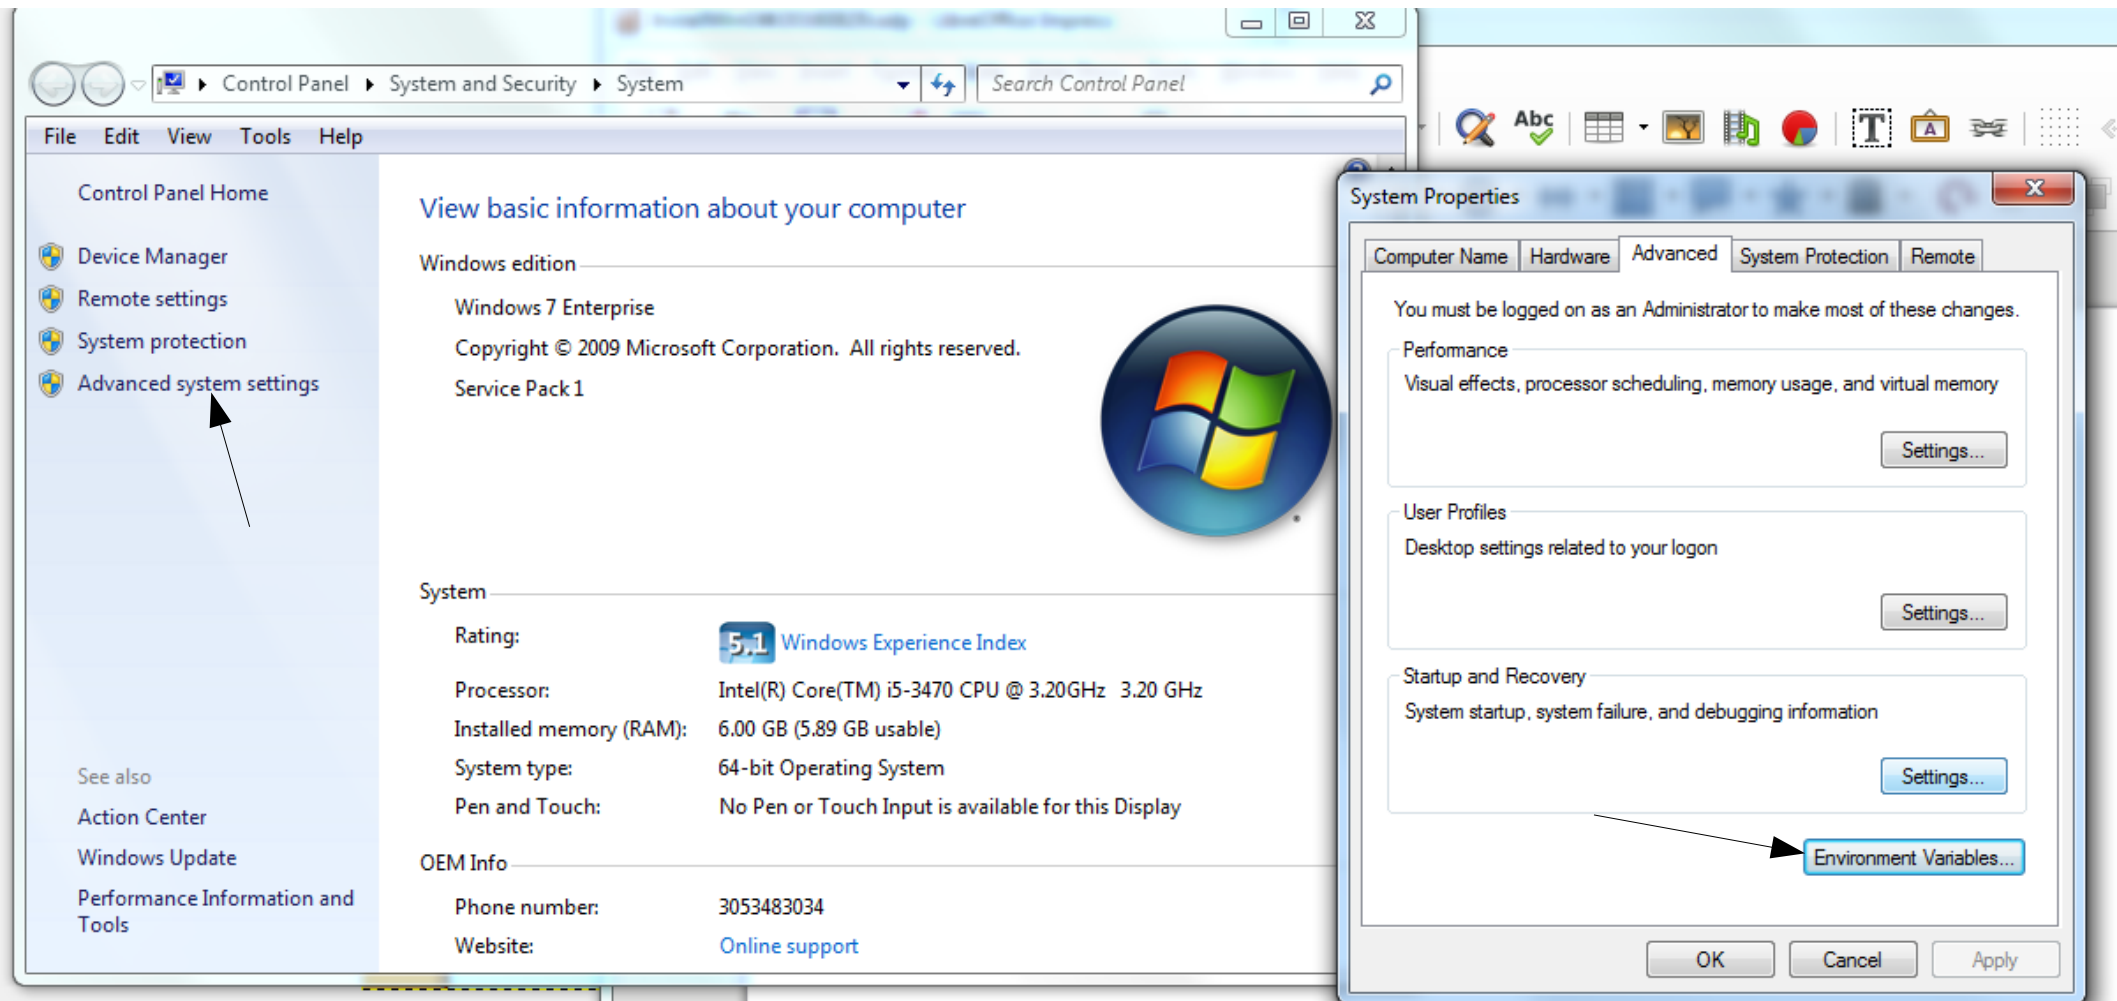 Control Panel
System and Security
System
Search Control Panel
File Edit View Tools Help
Control Panel Home
Device Manager
Remote settings
System protection
Advanced system settings
See also
Action Center
Windows Update
Performance Information and
Tools
View basic information about your computer
Windows edition
Windows 7 Enterprise
Copyright © 2009 Microsoft Corporation. All rights reserved.
Service Pack 1
System
Rating:
5.1 Windows Experience Index
Processor: Intel(R) Core(TM) i5-3470 CPU @ 3.20GHz 3.20 GHz
Installed memory (RAM): 6.00 GB (5.89 GB usable)
System type: 64-bit Operating System
Pen and Touch: No Pen or Touch Input is available for this Display
OEM Info
Phone number: 3053483034
Website: Online support
Abc
T
A
System Properties
Computer Name Hardware Advanced System Protection Remote
You must be logged on as an Administrator to make most of these changes.
Performance
Visual effects, processor scheduling, memory usage, and virtual memory
Settings...
User Profiles
Desktop settings related to your logon
Settings...
Startup and Recovery
System startup, system failure, and debugging information
Settings...
Environment Variables...
OK Cancel Apply